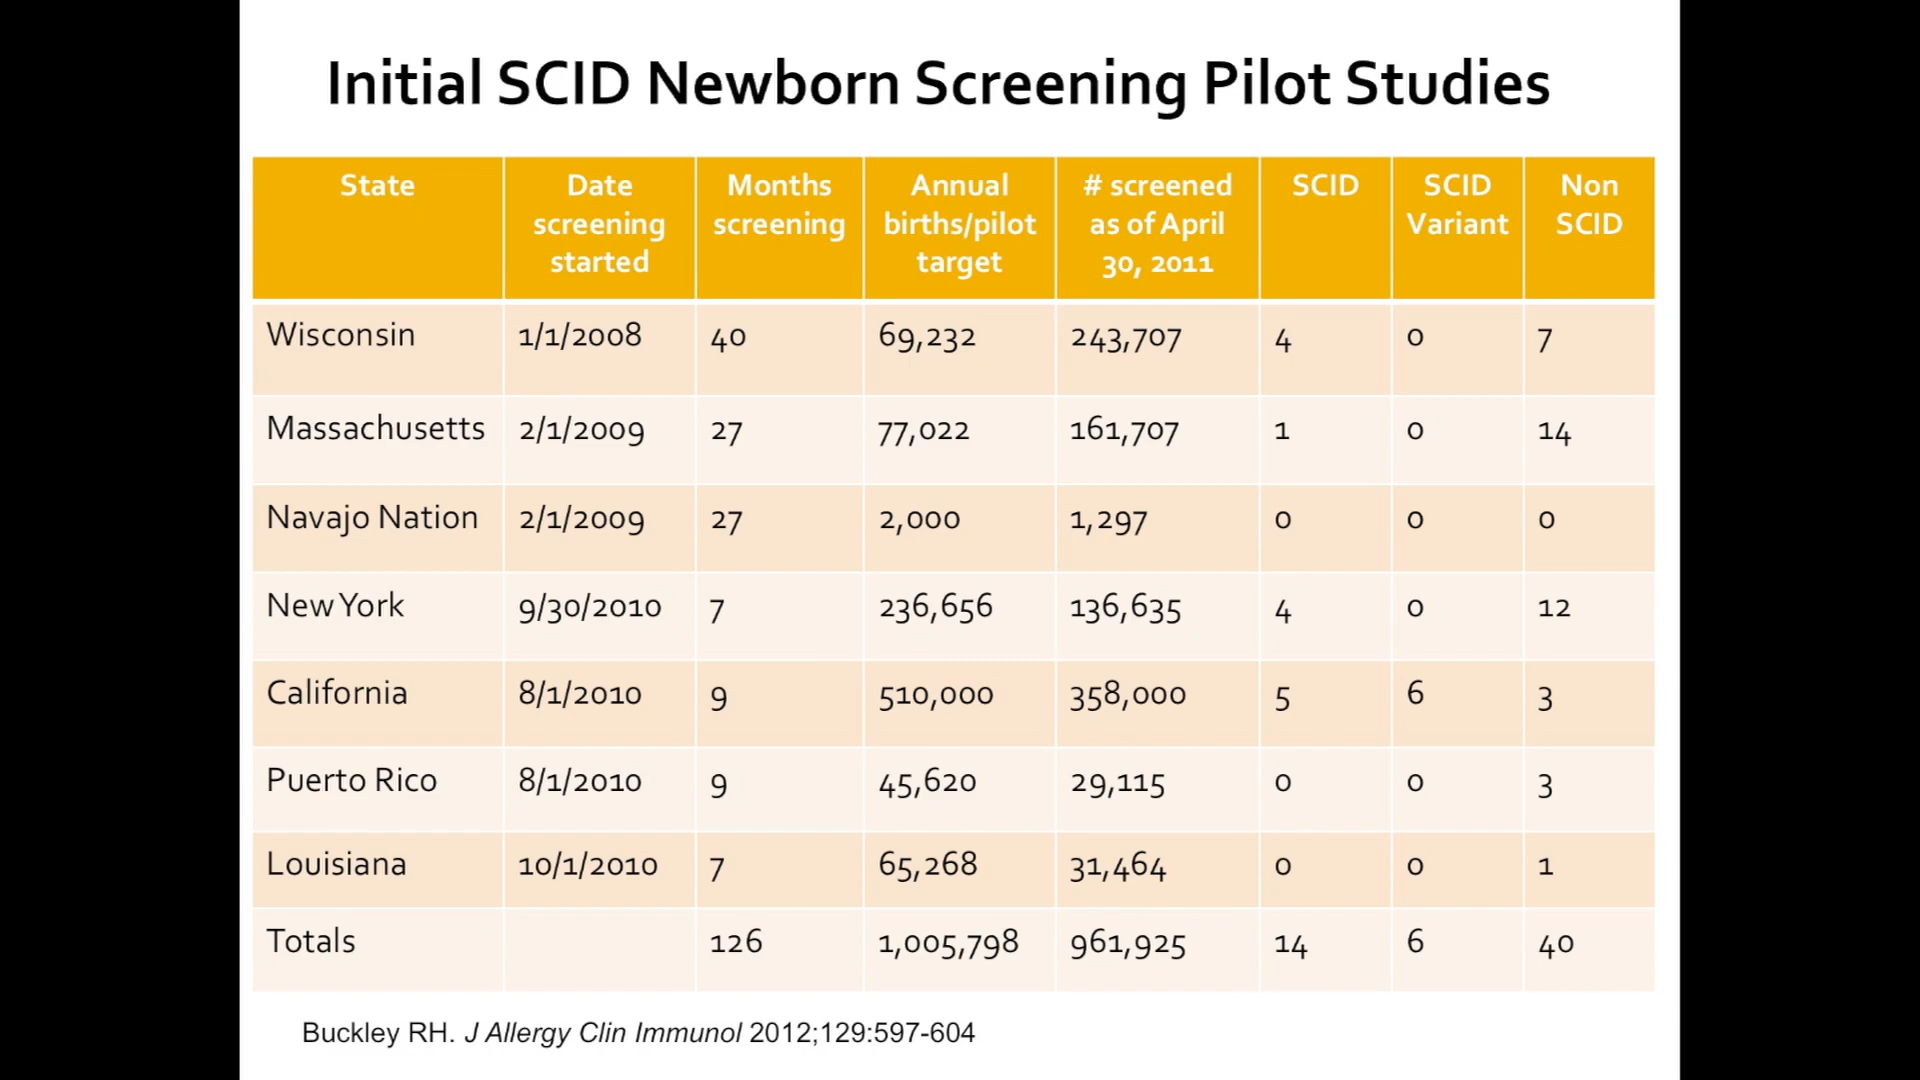 Initial SCID Newborn Screening Pilot Studies
State Date screening started Months screening Annual births/pilot target # screened as of April 30, 2011 SCID SCID Variant Non SCID
Wisconsin 1/1/2008 40 69,232 243,707 4 0 7
Massachusetts 2/1/2009 27 77,022 161,707 1 0 14
Navajo Nation 2/1/2009 27 2,000 1,297 0 0 0
New York 9/30/2010 7 236,656 136,635 4 0 12
California 8/1/2010 9 510,000 358,000 5 6 3
Puerto Rico 8/1/2010 9 45,620 29,115 0 0 3
Louisiana 10/1/2010 7 65,268 31,464 0 0 1
Totals 126 1,005,798 961,925 14 6 40
Buckley RH. J Allergy Clin Immunol 2012;129:597-604